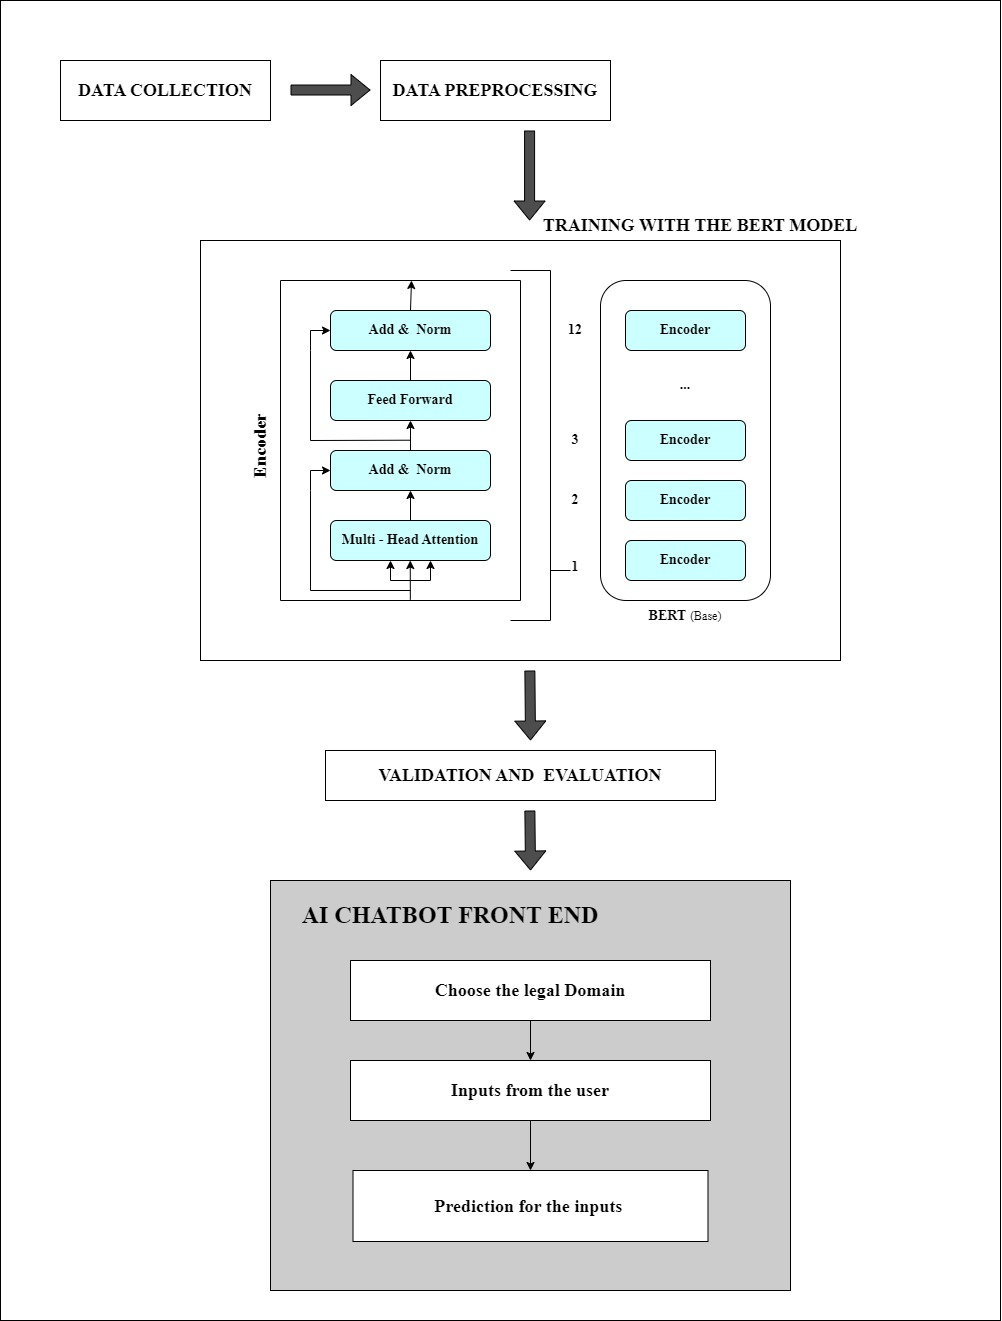 DATA COLLECTION
DATA PREPROCESSING
TRAINING WITH THE BERT MODEL
Encoder
Add & Norm
Feed Forward
Add & Norm
Multi - Head Attention
12
Encoder
...
3
Encoder
2
Encoder
1
Encoder
BERT (Base)
VALIDATION AND EVALUATION
AI CHATBOT FRONT END
Choose the legal Domain
Inputs from the user
Prediction for the inputs